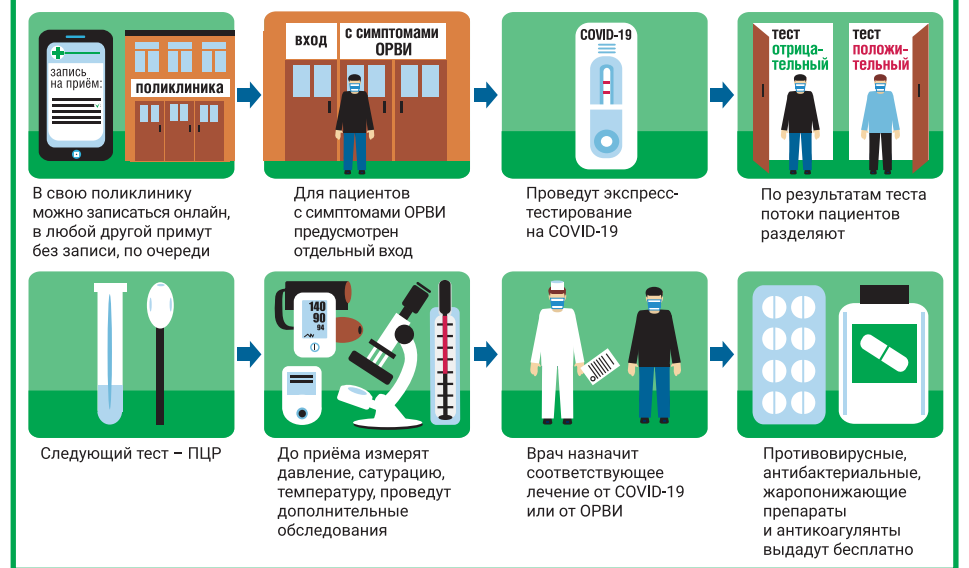 запись
на приём:
поликлиника
В свою поликлинику
можно записаться онлайн,
в любой другой примут
без записи, по очереди
вход
с симптомами
ОРВИ
Для пациентов
с симптомами ОРВИ
предусмотрен
отдельный вход
COVID-19
Проведут экспресс-
тестирование
на COVID-19
тест
отрица-
тельный
тест
положи-
тельный
По результатам теста
потоки пациентов
разделяют
Следующий тест – ПЦР
140
90
94
До приёма измерят
давление, сатурацию,
температуру, проведут
дополнительные
обследования
Врач назначит
соответствующее
лечение от COVID-19
или от ОРВИ
Противовирусные,
антибактериальные,
жаропонижающие
препараты
и антикоагулянты
выдадут бесплатно